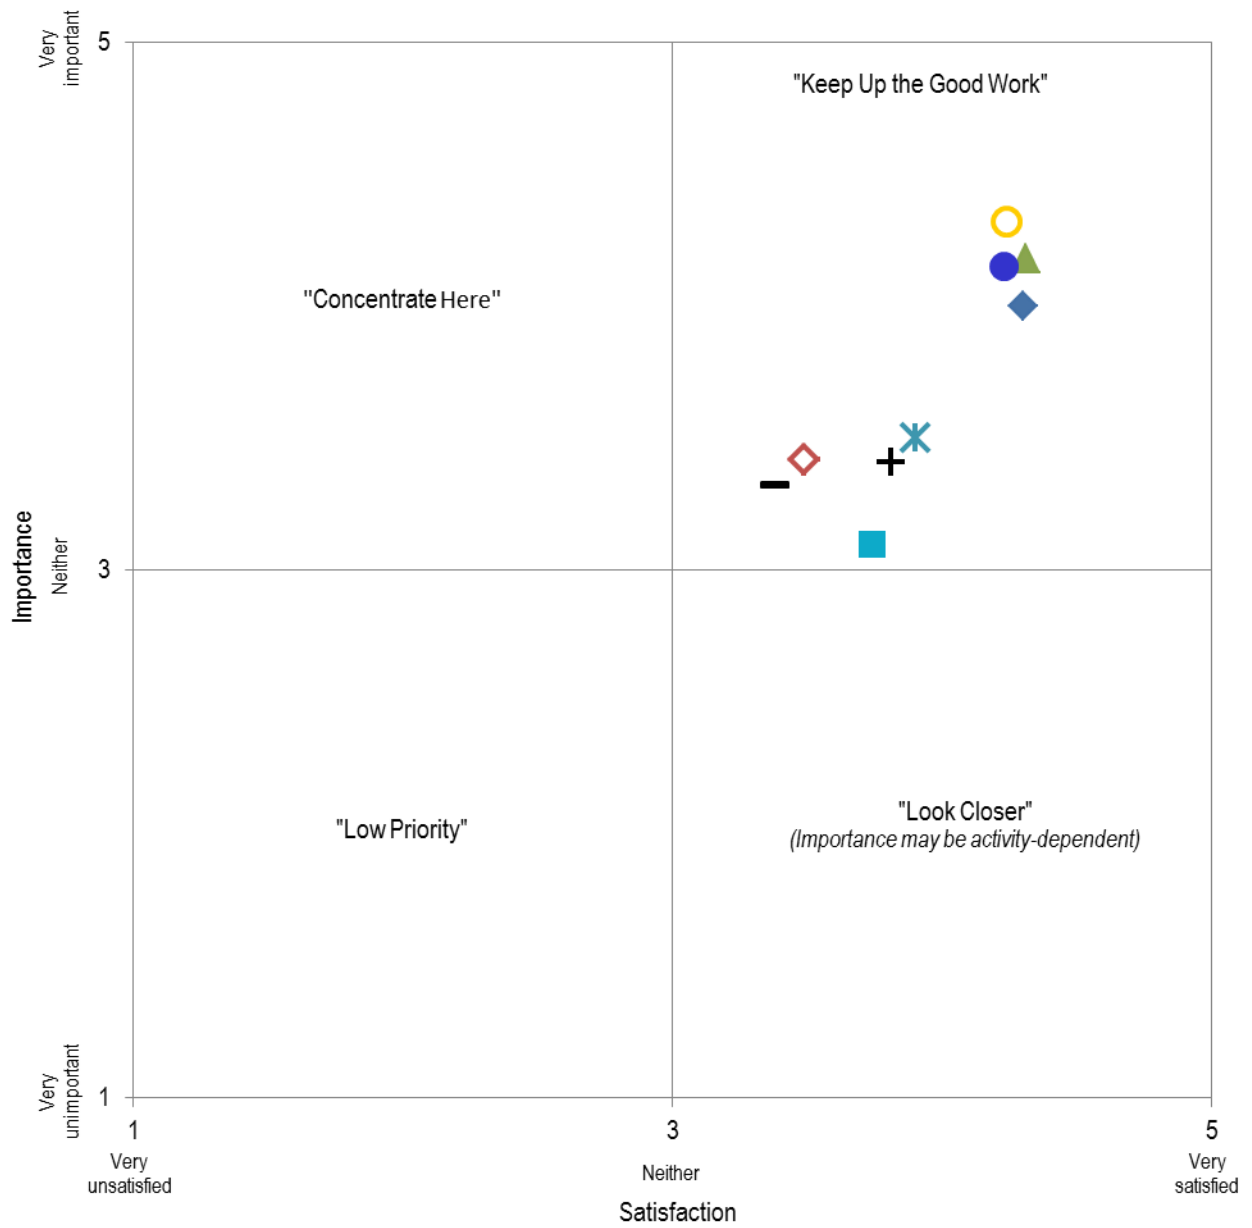 Very
important
5
"Keep Up the Good Work"
"Concentrate Here"
Importance
Neither
3
"Low Priority"
"Look Closer"
(Importance may be activity-dependent)
Very
unimportant
1
1
3
5
Very
unsatisfied
Neither
Very
satisfied
Satisfaction